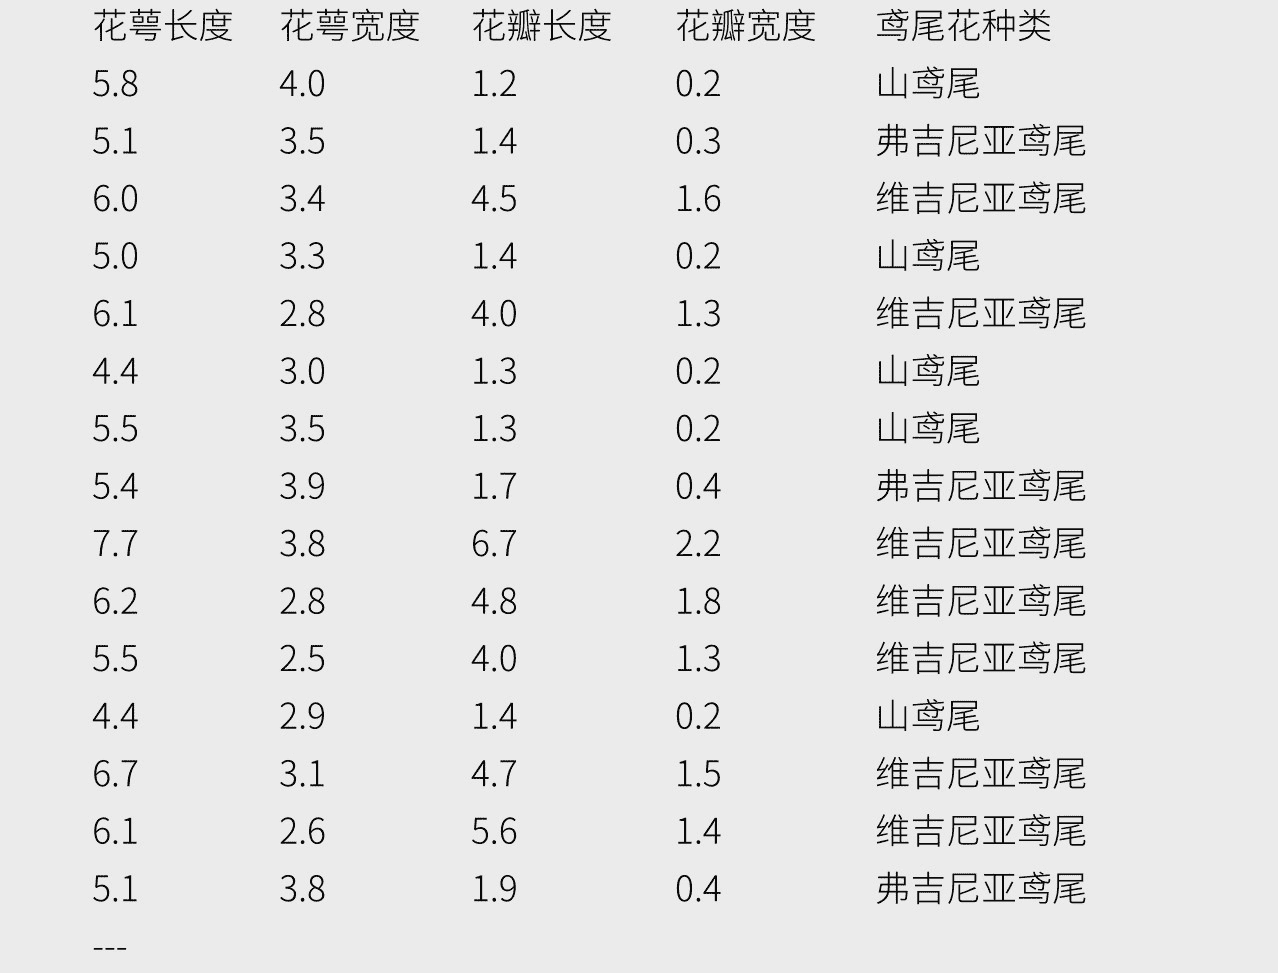 花萼长度 花萼宽度 花瓣长度 花瓣宽度 鸢尾花种类
5.8 4.0 1.2 0.2 山鸢尾
5.1 3.5 1.4 0.3 弗吉尼亚鸢尾
6.0 3.4 4.5 1.6 维吉尼亚鸢尾
5.0 3.3 1.4 0.2 山鸢尾
6.1 2.8 4.0 1.3 维吉尼亚鸢尾
4.4 3.0 1.3 0.2 山鸢尾
5.5 3.5 1.3 0.2 山鸢尾
5.4 3.9 1.7 0.4 弗吉尼亚鸢尾
7.7 3.8 6.7 2.2 维吉尼亚鸢尾
6.2 2.8 4.8 1.8 维吉尼亚鸢尾
5.5 2.5 4.0 1.3 维吉尼亚鸢尾
4.4 2.9 1.4 0.2 山鸢尾
6.7 3.1 4.7 1.5 维吉尼亚鸢尾
6.1 2.6 5.6 1.4 维吉尼亚鸢尾
5.1 3.8 1.9 0.4 弗吉尼亚鸢尾
---